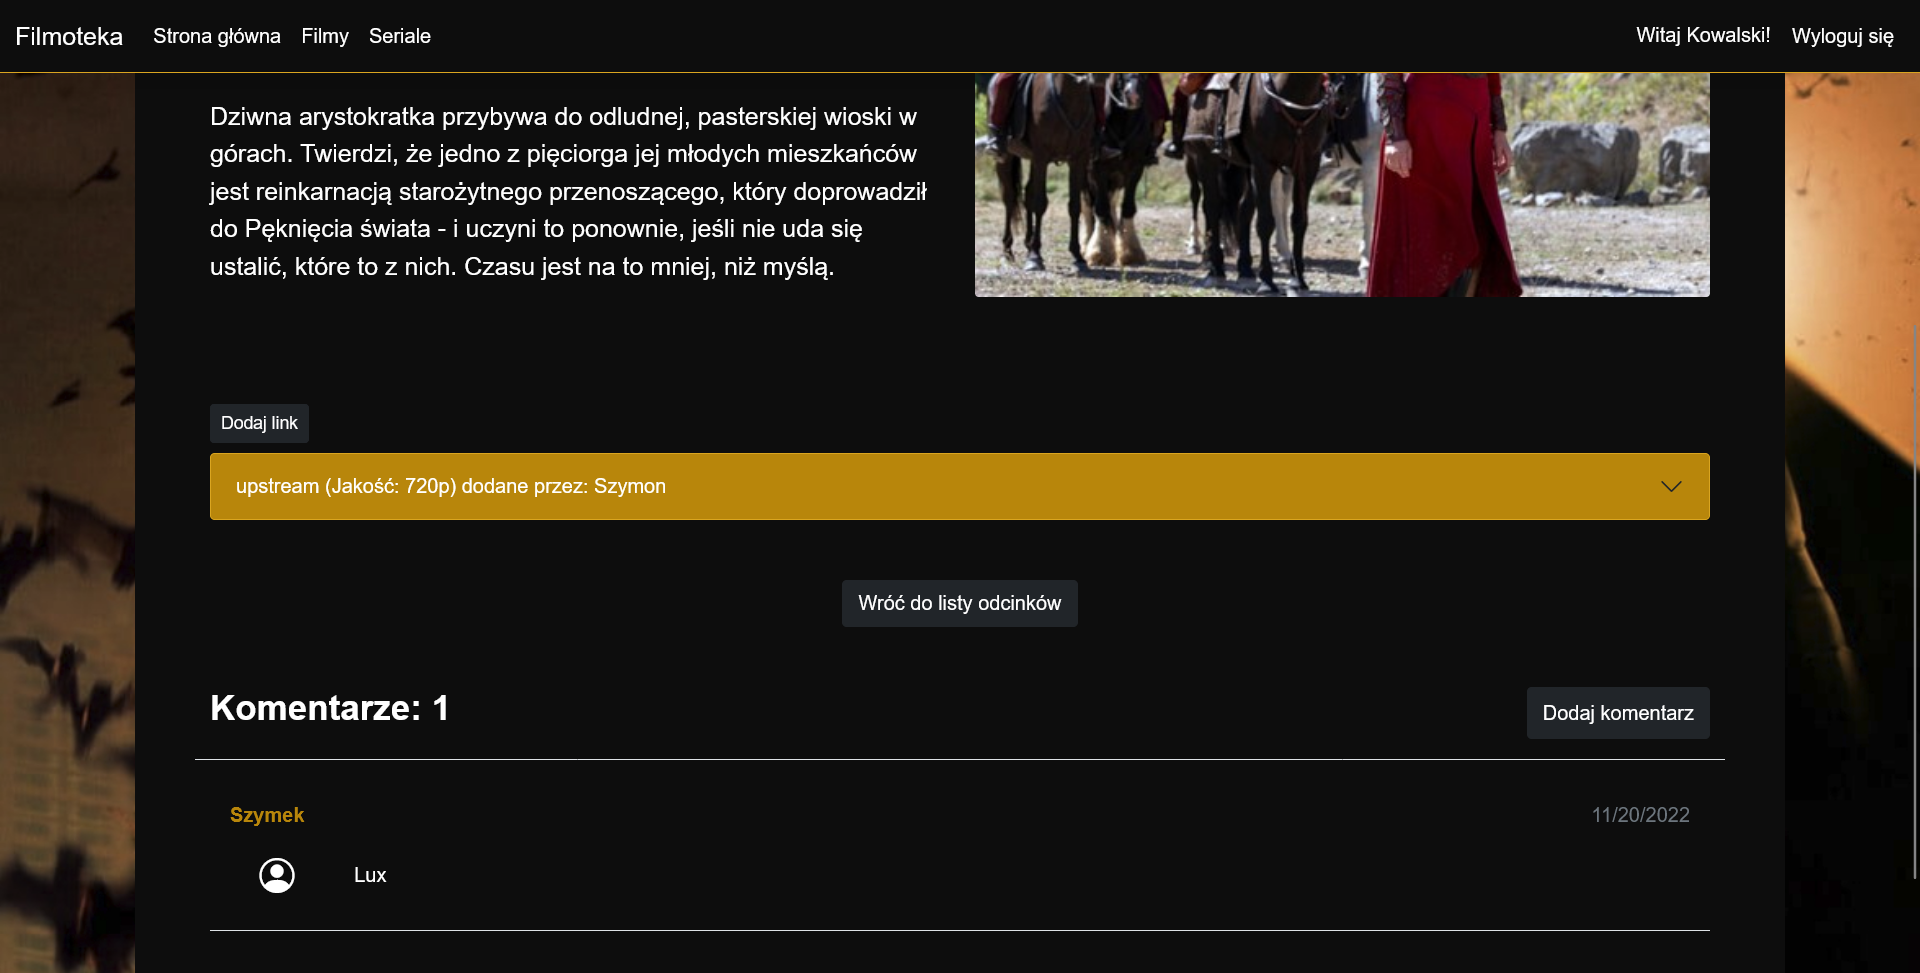 Filmoteka Strona główna Filmy Seriale Witaj Kowalski! Wyloguj się
Dziwna arystokratka przybywa do odludnej, pasterskiej wioski w
górach. Twierdzi, że jedno z pięciorga jej młodych mieszkańców
jest reinkarnacją starożytnego przenoszącego, który doprowadził
do Pęknięcia świata - i uczyni to ponownie, jeśli nie uda się
ustalić, które to z nich. Czasu jest na to mniej, niż myślą.
Dodaj link
upstream (Jakość: 720p) dodane przez: Szymon
Wróć do listy odcinków
Komentarze: 1
Dodaj komentarz
Szymek 11/20/2022
Lux